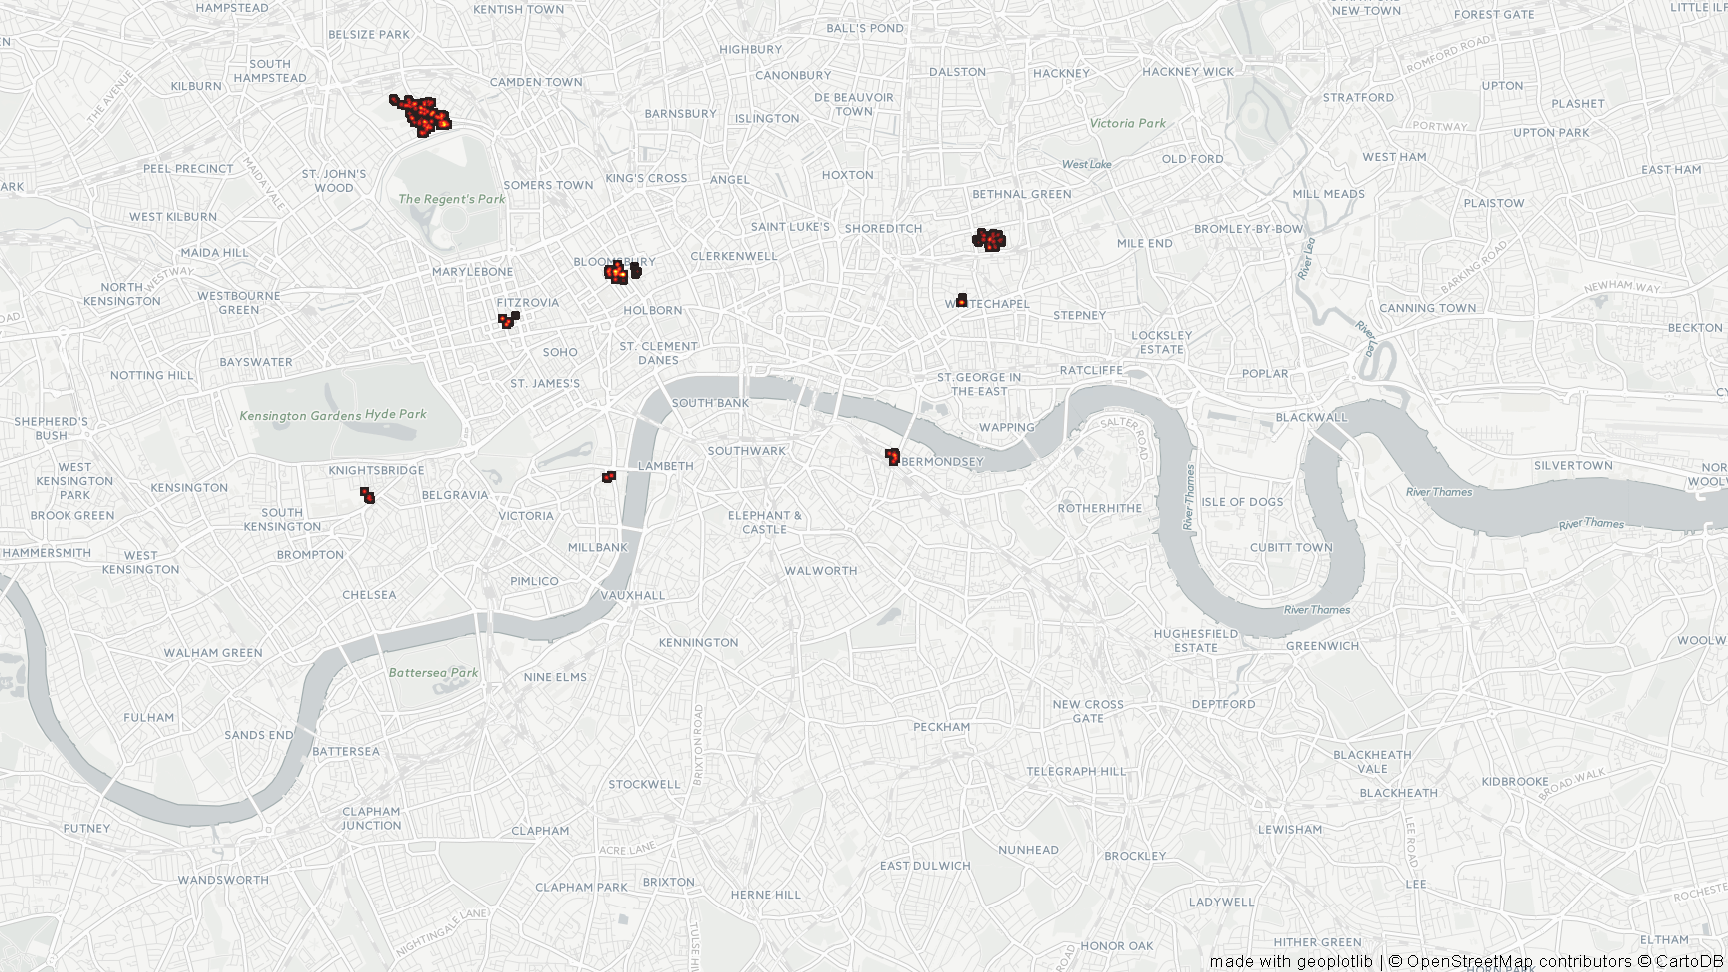 HAMPSTEAD
KENTISH TOWN
BELSIZE PARK
BALL'S POND
NEW TOWN
FOREST GATE
HIGHBURY
ROMFORD ROAD
SOUTH
HAMPSTEAD
KILBURN
THE AVENUE
CAMDEN TOWN
CANONBURY
DALSTON
HACKNEY
HACKNEY WICK
UPTON
STRATFORD
PLASHET
DE BEAUVOIR
TOWN
BARNSBURY
ISLINGTON
Victoria Park
PORTWAY
UPTON PARK
PEEL PRECINCT
MAIDA VALE
ST. JOHN'S
WOOD
SOMERS TOWN
KING'S CROSS
ANGEL
HOXTON
West Lake
OLD FORD
WEST HAM
EAST HAM
ARK
The Regent's Park
BETHNAL GREEN
MILL MEADS
PLAISTOW
WEST KILBURN
SAINT LUKE'S
SHOREDITCH
BROMLEY-BY-BOW
MILE END
MAIDA HILL
WESTWAY
MARYLEBONE
BLOOMSBURY
CLERKENWELL
River Lea
BARKING ROAD
NORTH
KENSINGTON
WESTBOURNE
GREEN
FITZROVIA
HOLBORN
STEPNEY
NEWHAM WAY
CANNING TOWN
BECKTON
ROAD
River Lea
LOCKSLEY
ESTATE
SOHO
ST. CLEMENT
DANES
BAYSWATER
NOTTING HILL
ST. JAMES'S
ST.GEORGE IN
THE EAST
RATCLIFFE
POPLAR
SHEPHERD'S
BUSH
Kensington Gardens
Hyde Park
SOUTH BANK
WAPPING
SALTER ROAD
BLACKWALL
SOUTHWARK
BERMONDSEY
LAMBETH
KNIGHTSBRIDGE
SILVERTOWN
WEST
KENSINGTON
PARK
KENSINGTON
BELGRAVIA
River Thames
River Thames
River Thames
ISLE OF DOGS
ROTHERHITHE
BROOK GREEN
SOUTH
KENSINGTON
VICTORIA
ELEPHANT &
CASTLE
HAMMERSMITH
WEST
KENSINGTON
BROMPTON
MILLBANK
CUBITT TOWN
WALWORTH
PIMLICO
CHELSEA
VAUXHALL
River Thames
KENNINGTON
HUGHESFIELD
ESTATE
GREENWICH
WALHAM GREEN
Battersea Park
NINE ELMS
FULHAM
SANDS END
BATTERSEA
BRIXTON ROAD
NEW CROSS
GATE
DEPTFORD
PECKHAM
BLACKHEATH
VALE
TELEGRAPH HILL
KIDBROOKE
BROAD WALK
BLACKHEATH
STOCKWELL
CLAPHAM
JUNCTION
CLAPHAM
ACRE LANE
LEWISHAM
LEE ROAD
NUNHEAD
BROCKLEY
EAST DULWICH
WANDSWORTH
CLAPHAM PARK
BRIXTON
HERNE HILL
LEE
LADYWELL
NIGHTINGALE LANE
HONOR OAK
ROAD
HITHER GREEN
ELTHAM
made with geoplotlib | © OpenStreetMap contributors © CartoDB